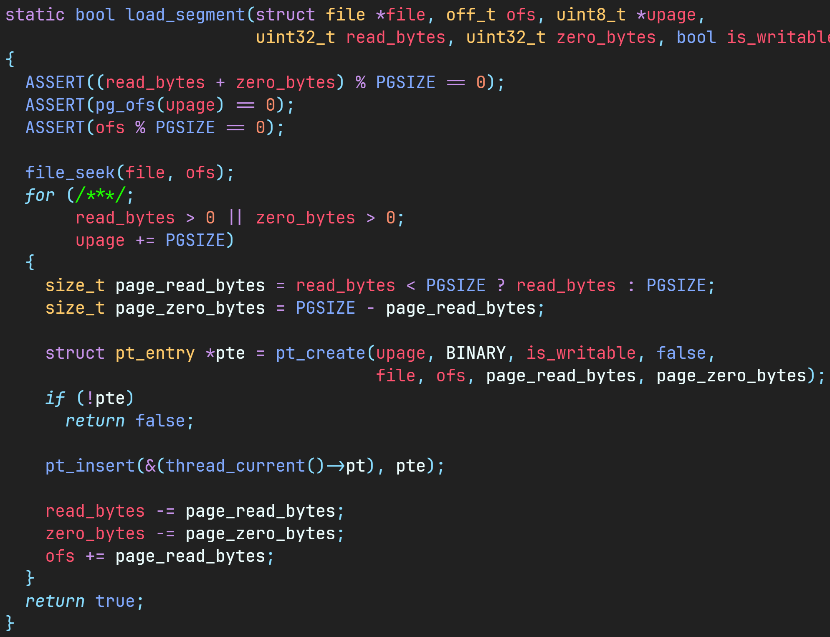 static bool load_segment(struct file *file, off_t ofs, uint8_t *upage,
                         uint32_t read_bytes, uint32_t zero_bytes, bool is_writable
{
  ASSERT((read_bytes + zero_bytes) % PGSIZE == 0);
  ASSERT(pg_ofs(upage) == 0);
  ASSERT(ofs % PGSIZE == 0);

  file_seek(file, ofs);
  for (/***/;
       read_bytes > 0 || zero_bytes > 0;
       upage += PGSIZE)
  {
    size_t page_read_bytes = read_bytes < PGSIZE ? read_bytes : PGSIZE;
    size_t page_zero_bytes = PGSIZE - page_read_bytes;

    struct pt_entry *pte = pt_create(upage, BINARY, is_writable, false,
                                     file, ofs, page_read_bytes, page_zero_bytes);
    if (!pte)
      return false;

    pt_insert(&(thread_current()->pt), pte);

    read_bytes -= page_read_bytes;
    zero_bytes -= page_zero_bytes;
    ofs += page_read_bytes;
  }
  return true;
}